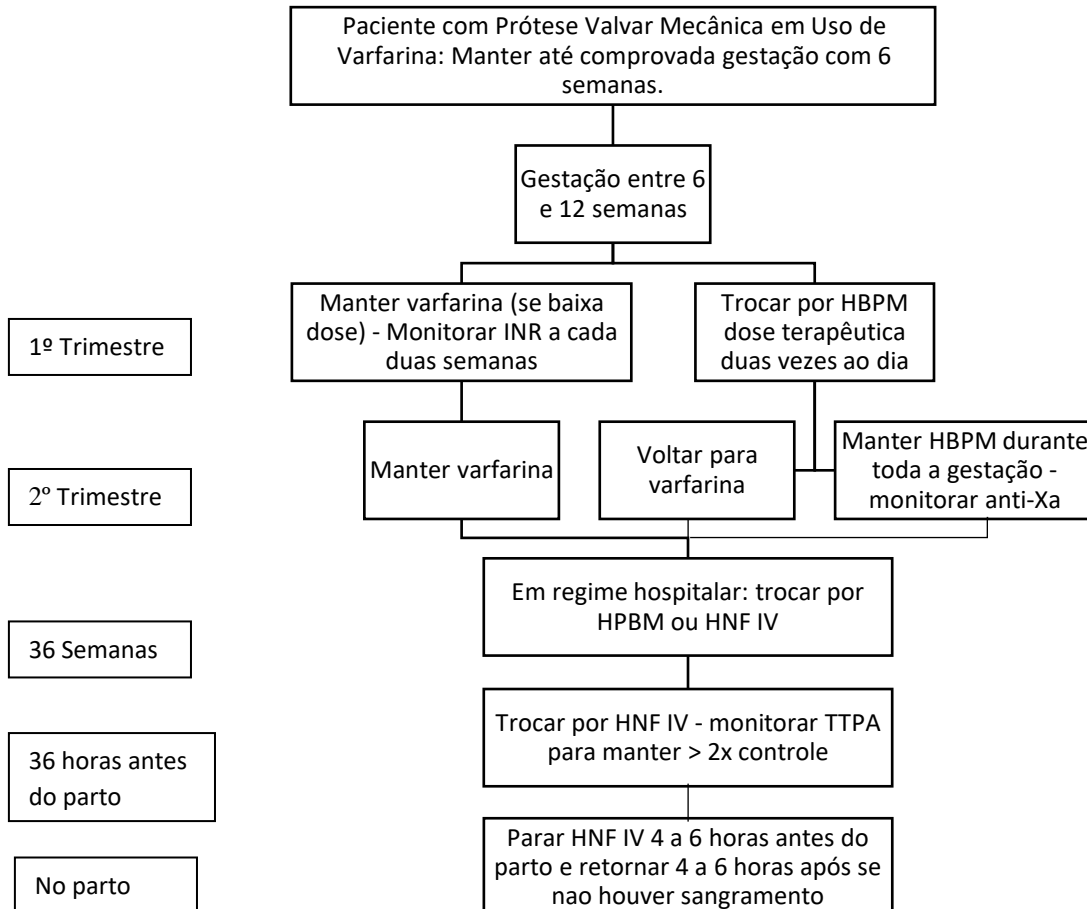 Paciente com Prótese Valvar Mecânica em Uso de
Varfarina: Manter até comprovada gestação com 6
semanas.
Gestação entre 6
e 12 semanas
1º Trimestre
Manter varfarina (se baixa
dose) - Monitorar INR a cada
duas semanas
Trocar por HBPM
dose terapêutica
duas vezes ao dia
2º Trimestre
Manter varfarina
Voltar para
varfarina
Manter HBPM durante
toda a gestação -
monitorar anti-Xa
36 Semanas
Em regime hospitalar: trocar por
HPBM ou HNF IV
36 horas antes
do parto
Trocar por HNF IV - monitorar TTPA
para manter > 2x controle
No parto
Parar HNF IV 4 a 6 horas antes do
parto e retornar 4 a 6 horas após se
nao houver sangramento